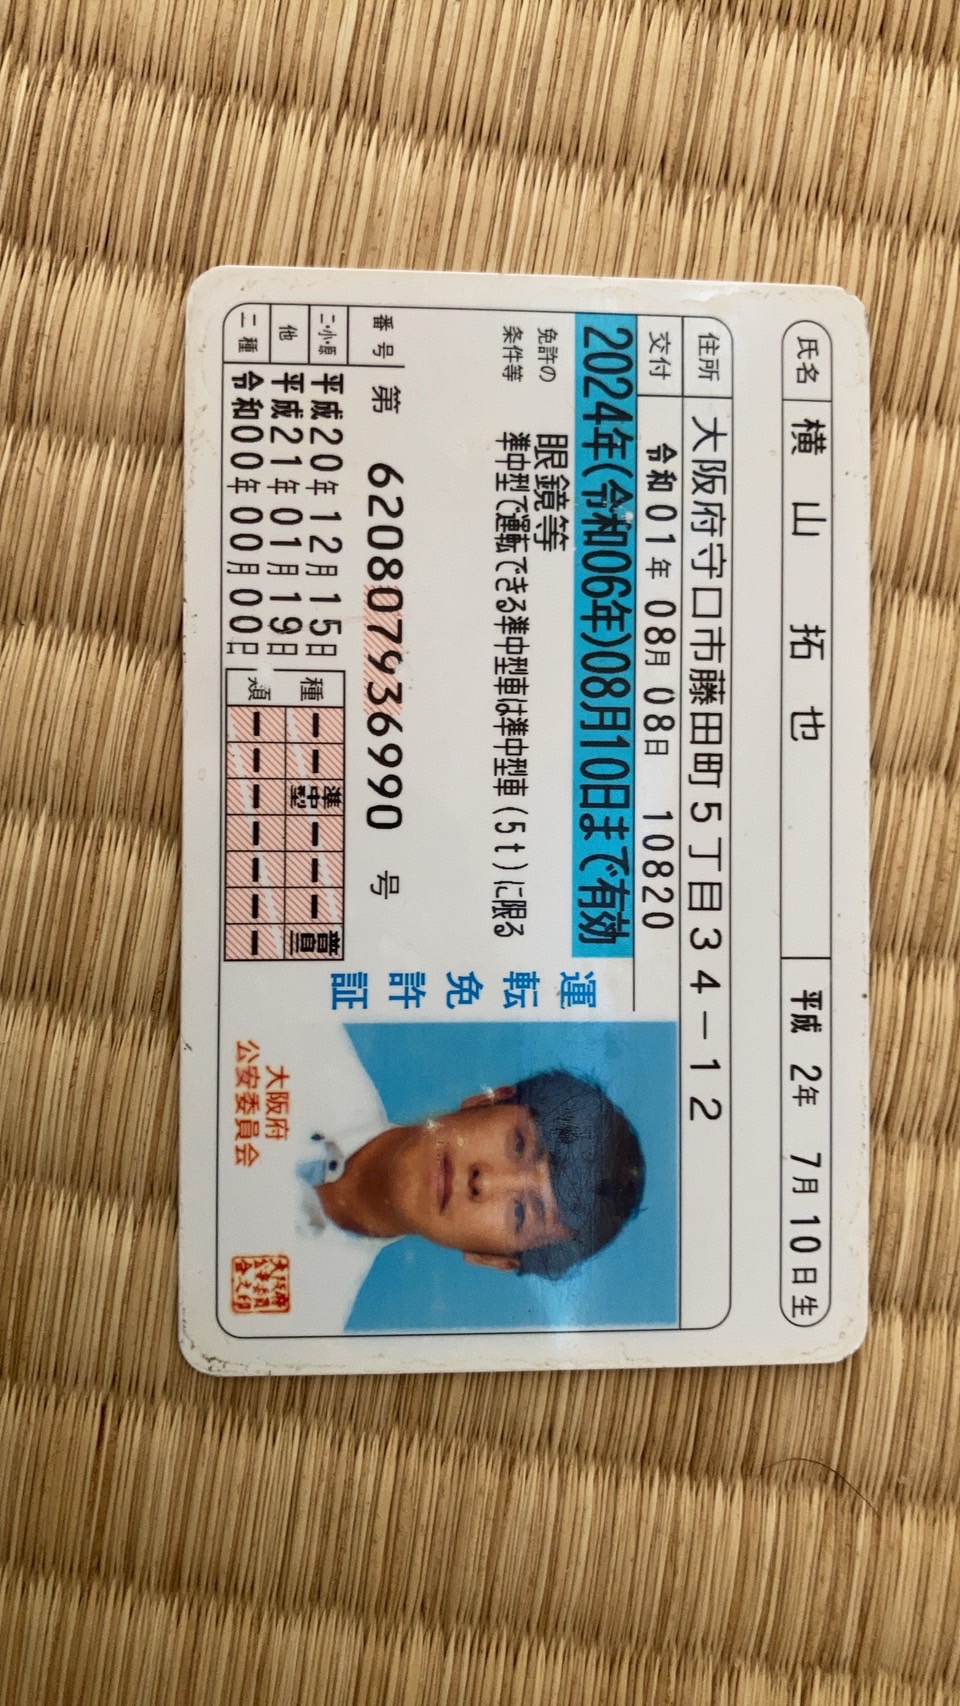 氏名 横山 拓也 平成 2年 7月10日生
住所 大阪府守口市藤田町5丁目34-12
交付 令和01年08月08日 10820
2024年(令和06年)08月10日まで有効
免許の条件等
眼鏡等
準中型で運転できる準中型車は準中型車(5t)に限る
番号 第 620807936990 号
二・小・原 平成20年12月15日
他 平成21年01月19日
二種 令和00年00月00日
種類
準中型
普自二
運転免許証
大阪府
公安委員会